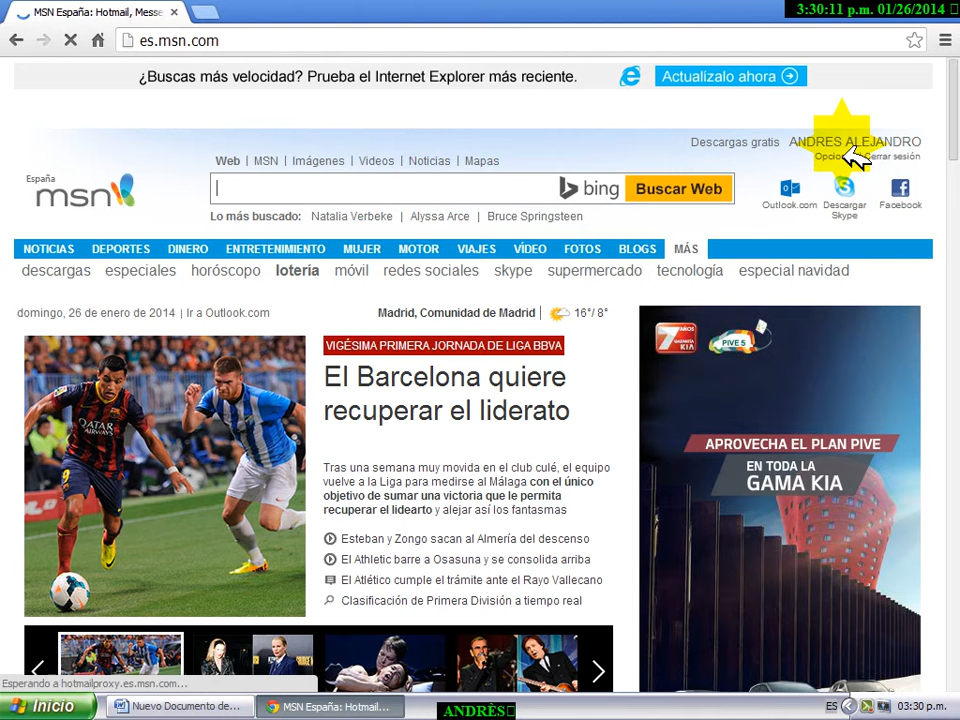 MSN España: Hotmail, Messe
3:30:11 p.m. 01/26/2014
es.msn.com
¿Buscas más velocidad? Prueba el Internet Explorer más reciente.
Actualízalo ahora
Descargas gratis
ANDRES ALEJANDRO
Cerrar sesión
Web | MSN | Imágenes | Videos | Noticias | Mapas
España
msn
bing
Buscar Web
Lo más buscado: Natalia Verbeke | Alyssa Arce | Bruce Springsteen
Outlook.com
Descargar
Skype
Facebook
NOTICIAS DEPORTES DINERO ENTRETENIMIENTO MUJER MOTOR VIAJES VÍDEO FOTOS BLOGS MÁS
descargas especiales horóscopo lotería móvil redes sociales skype supermercado tecnología especial navidad
domingo, 26 de enero de 2014 | Ir a Outlook.com
Madrid, Comunidad de Madrid | 16°/ 8°
VIGÉSIMA PRIMERA JORNADA DE LIGA BBVA
El Barcelona quiere
recuperar el liderato
Tras una semana muy movida en el club culé, el equipo
vuelve a la Liga para medirse al Málaga con el único
objetivo de sumar una victoria que le permita
recuperar el lidearto y alejar así los fantasmas
Esteban y Zongo sacan al Almería del descenso
El Athletic barre a Osasuna y se consolida arriba
El Atlético cumple el trámite ante el Rayo Vallecano
Clasificación de Primera División a tiempo real
QATAR
AIRWAYS
9
7 AÑOS
GARANTÍA
KIA
PIVE 5
APROVECHA EL PLAN PIVE
EN TODA LA
GAMA KIA
Esperando a hotmailproxy.es.msn.com...
Inicio
Nuevo Documento de...
MSN España: Hotmail...
ANDRÈS
ES
03:30 p.m.